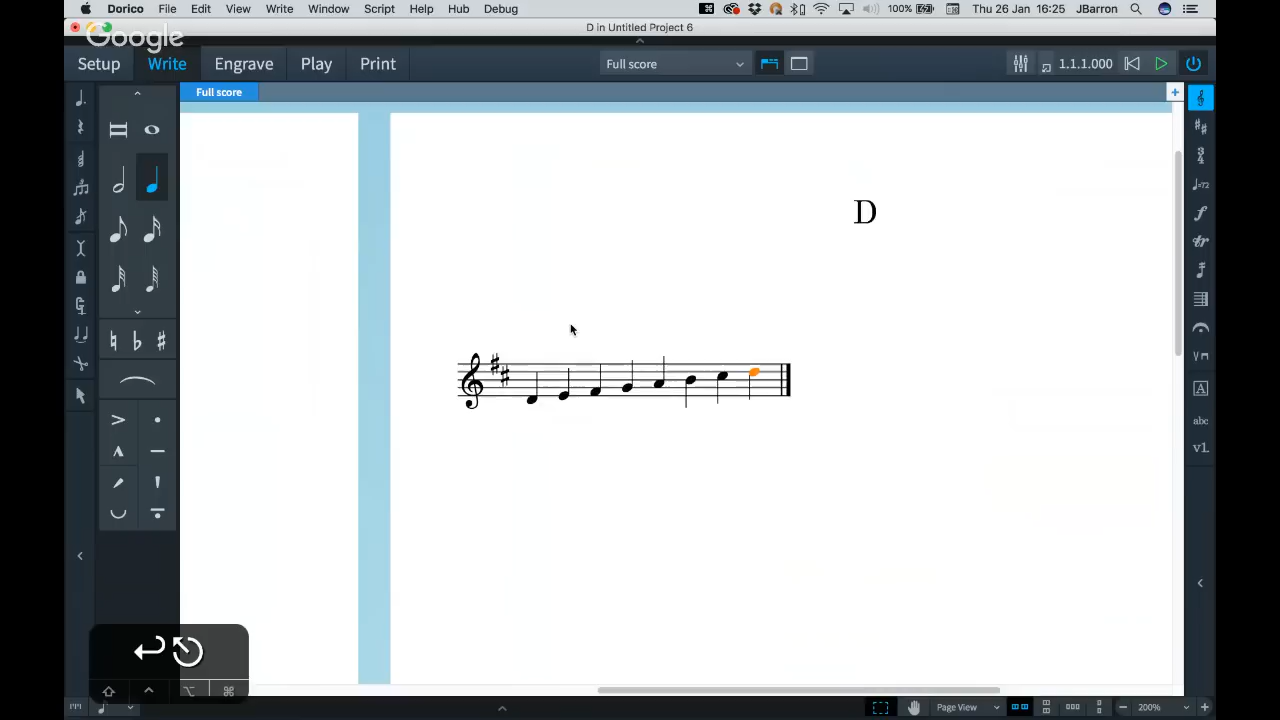 Dorico File Edit View Write Window Script Help Hub Debug 100% Thu 26 Jan 16:25 JBarron
Google
D in Untitled Project 6
Setup Write Engrave Play Print Full score 1.1.1.000
Full score
D
abc
v1.
Page View 200%